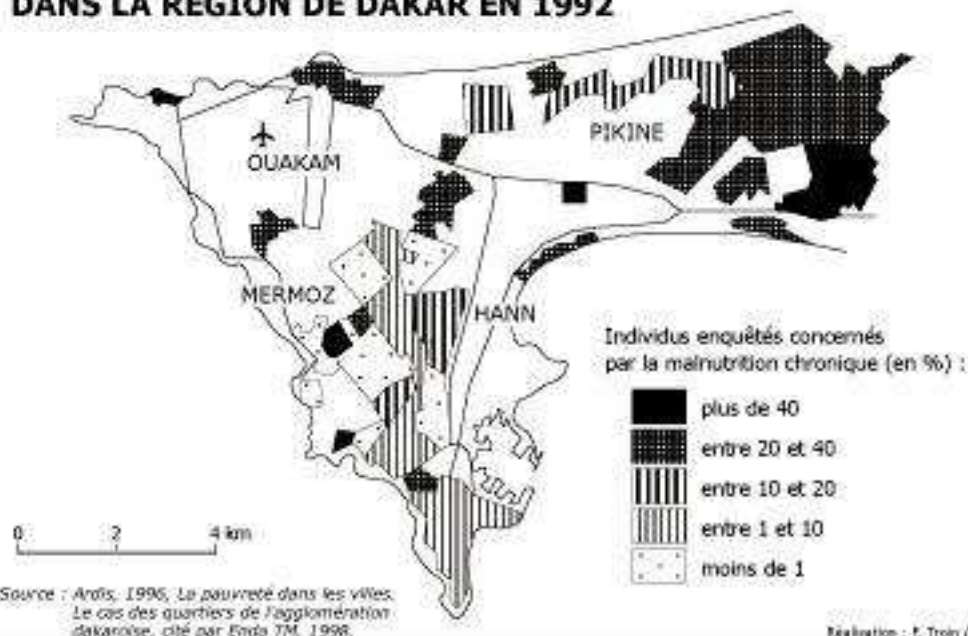 DANS LA RÉGION DE DAKAR EN 1992
PIKINE
OUAKAM
MERMOZ
HANN
Individus enquêtés concernés
par la malnutrition chronique (en %) :
plus de 40
entre 20 et 40
entre 10 et 20
entre 1 et 10
moins de 1
0 2 4 km
Source : Ardis, 1996, La pauvreté dans les villes.
Le cas des quartiers de l'agglomération
dakaroise, cité par Enda TM, 1998.
Réalisation :